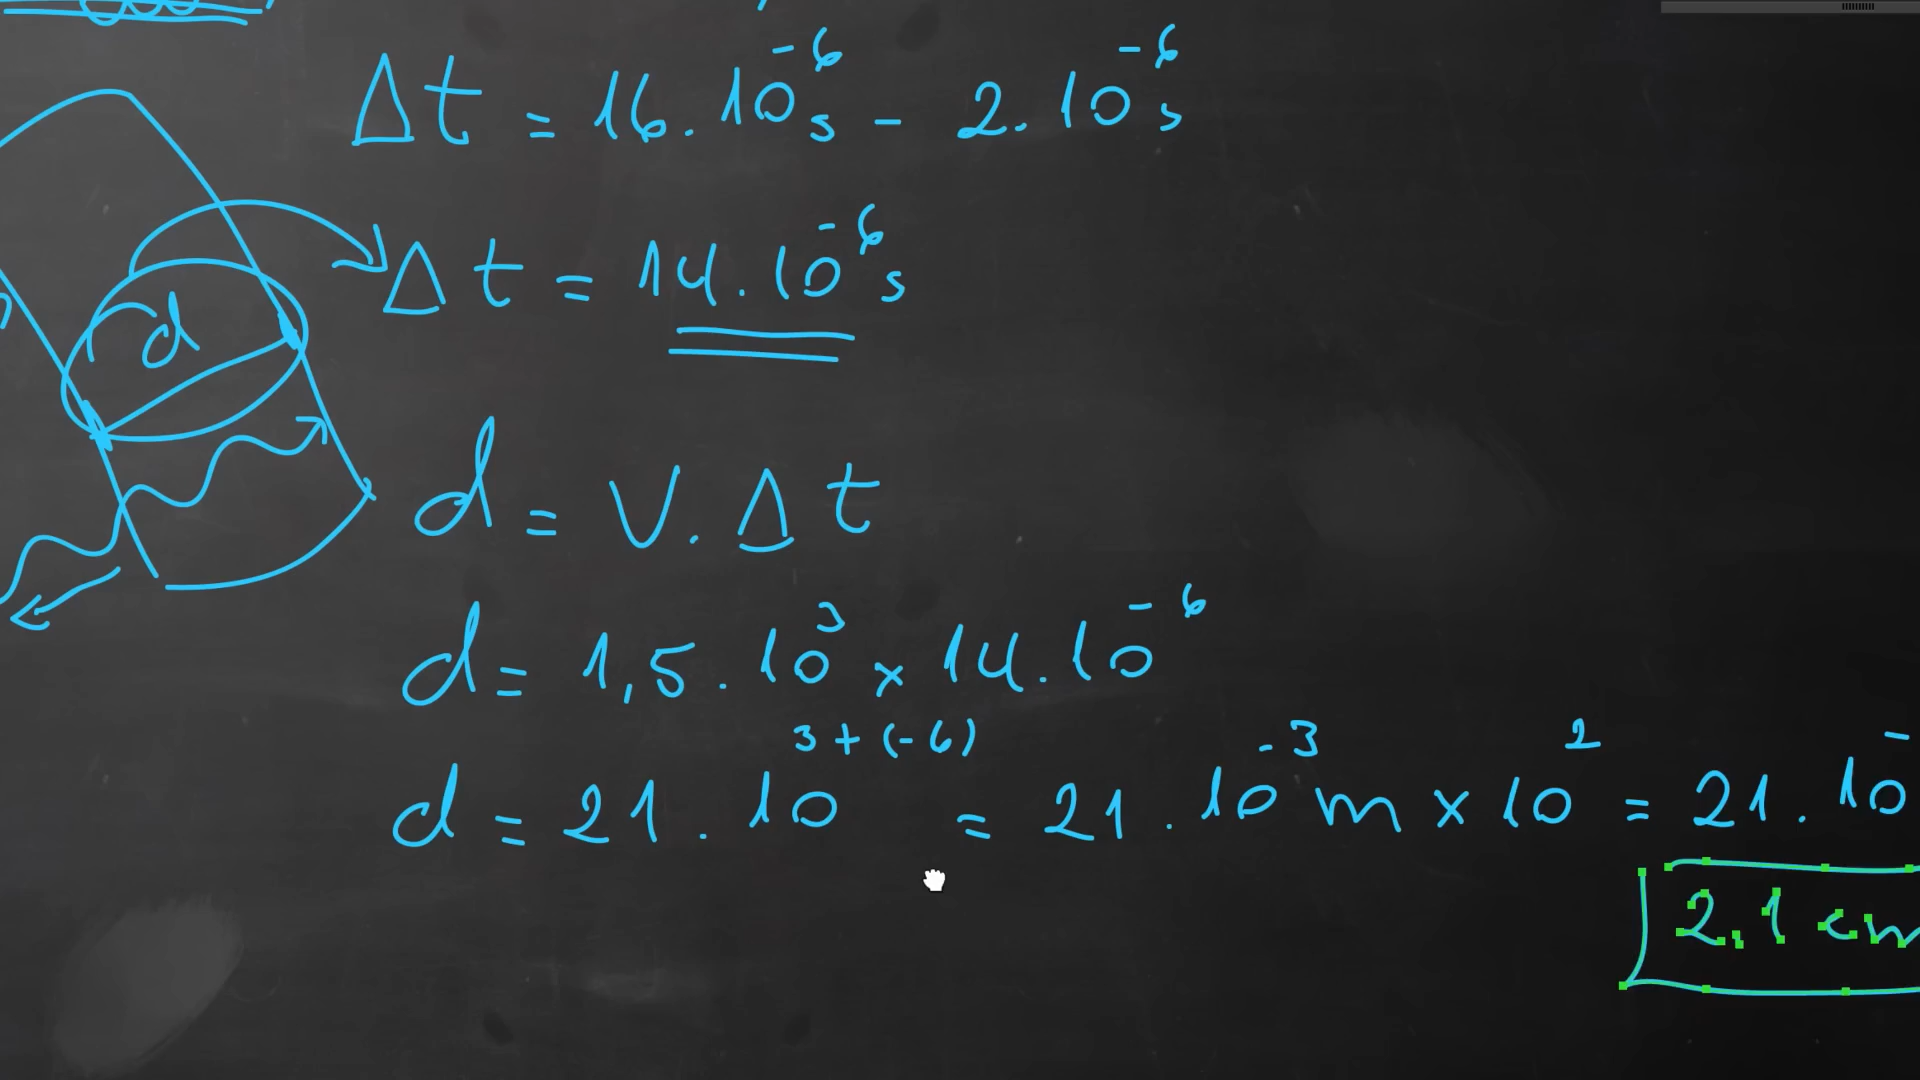 Δt = 16.10⁻⁶s - 2.10⁻⁶s
Δt = 14.10⁻⁶s
d
d = V.Δt
d = 1,5.10³ x 14.10⁻⁶
d = 21.10³⁺⁽⁻⁶⁾ = 21.10⁻³m x 10² = 21.10⁻
2,1 cm